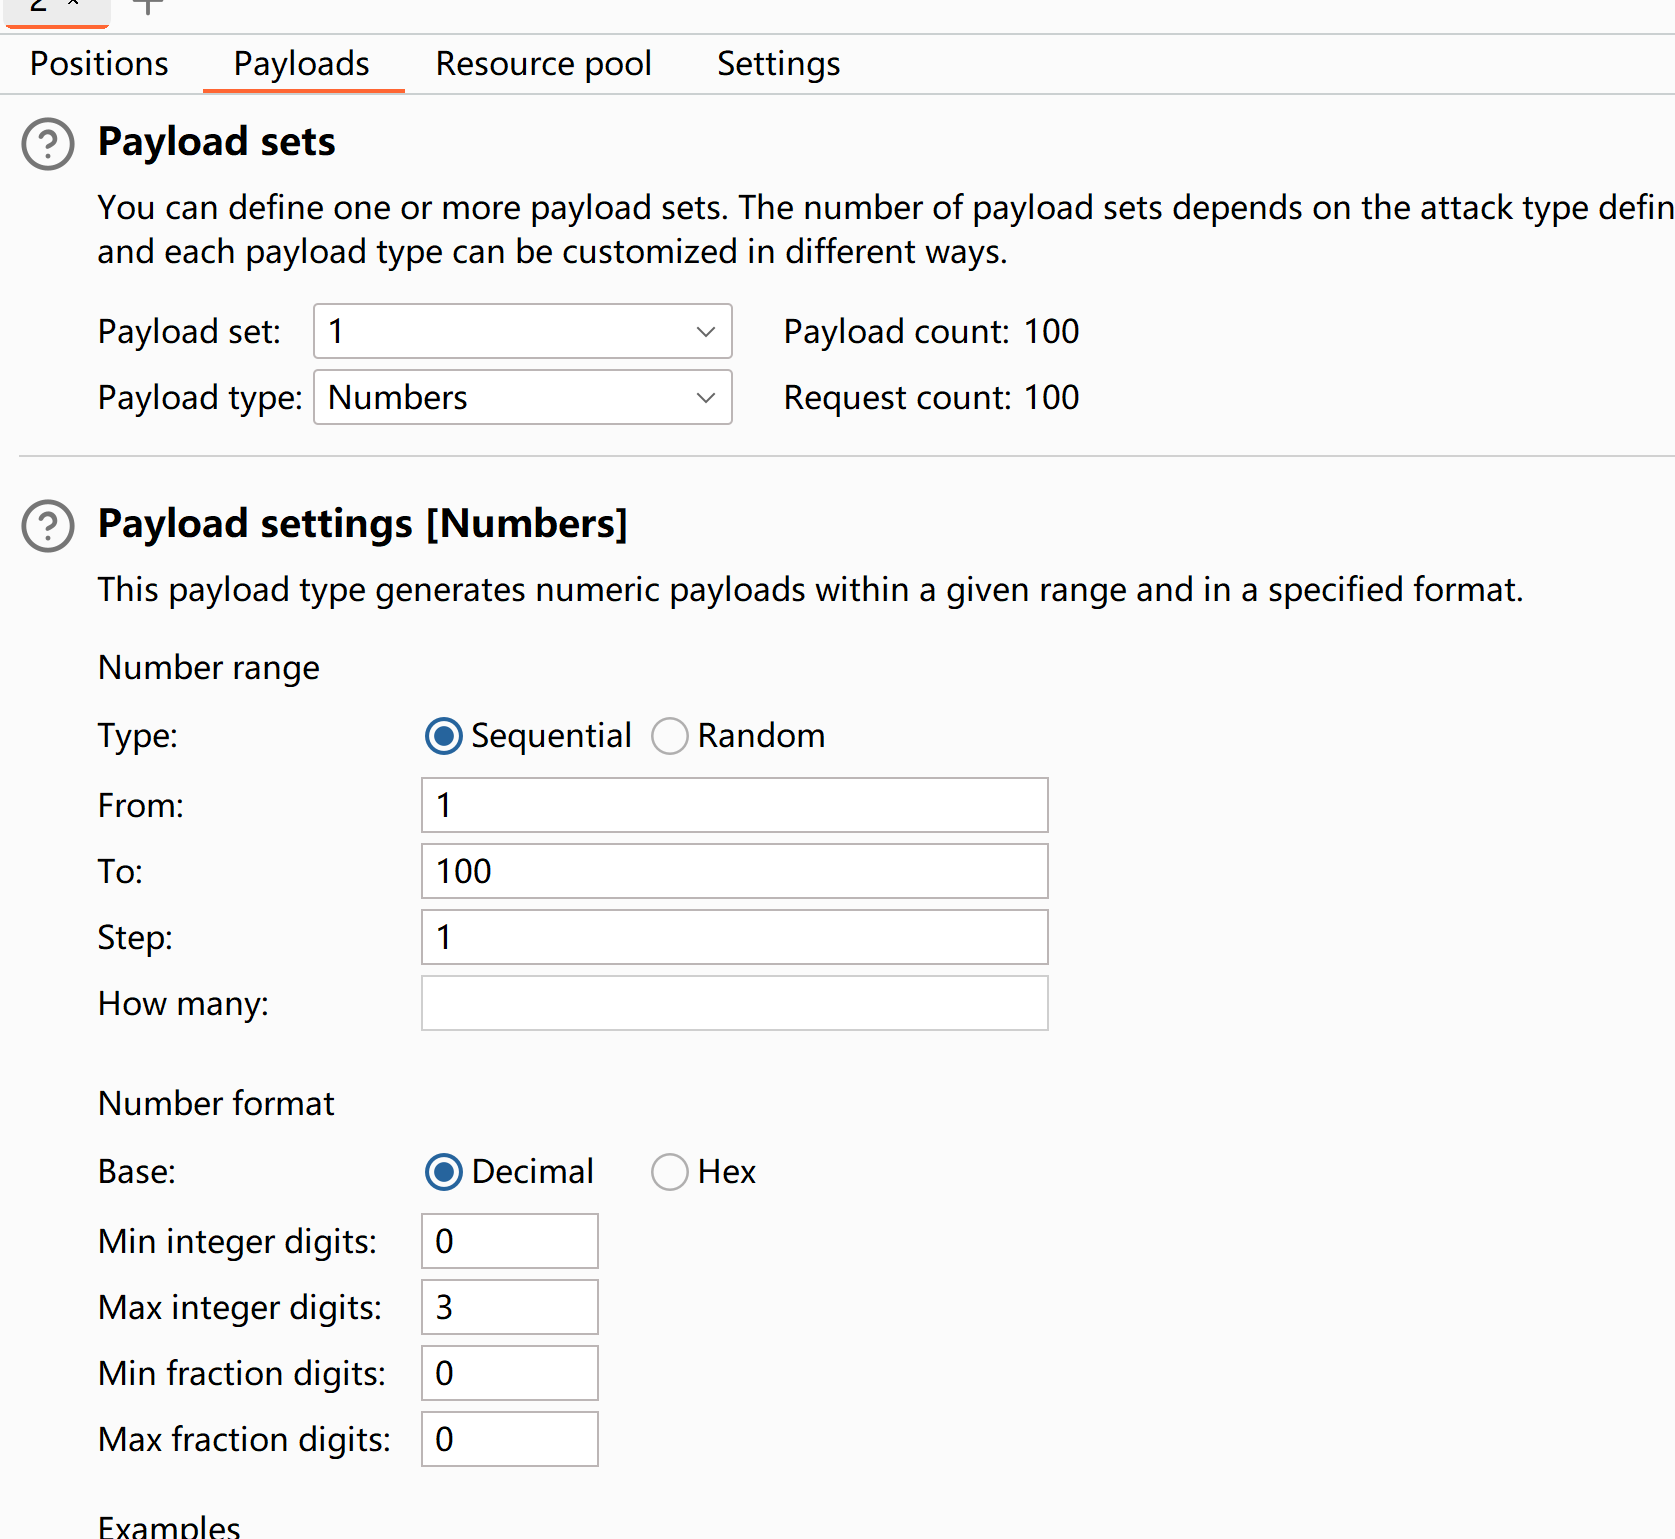 2 × +
Positions Payloads Resource pool Settings
Payload sets
You can define one or more payload sets. The number of payload sets depends on the attack type defin
and each payload type can be customized in different ways.
Payload set: 1 Payload count: 100
Payload type: Numbers Request count: 100
Payload settings [Numbers]
This payload type generates numeric payloads within a given range and in a specified format.
Number range
Type: Sequential Random
From: 1
To: 100
Step: 1
How many:
Number format
Base: Decimal Hex
Min integer digits: 0
Max integer digits: 3
Min fraction digits: 0
Max fraction digits: 0
Examples